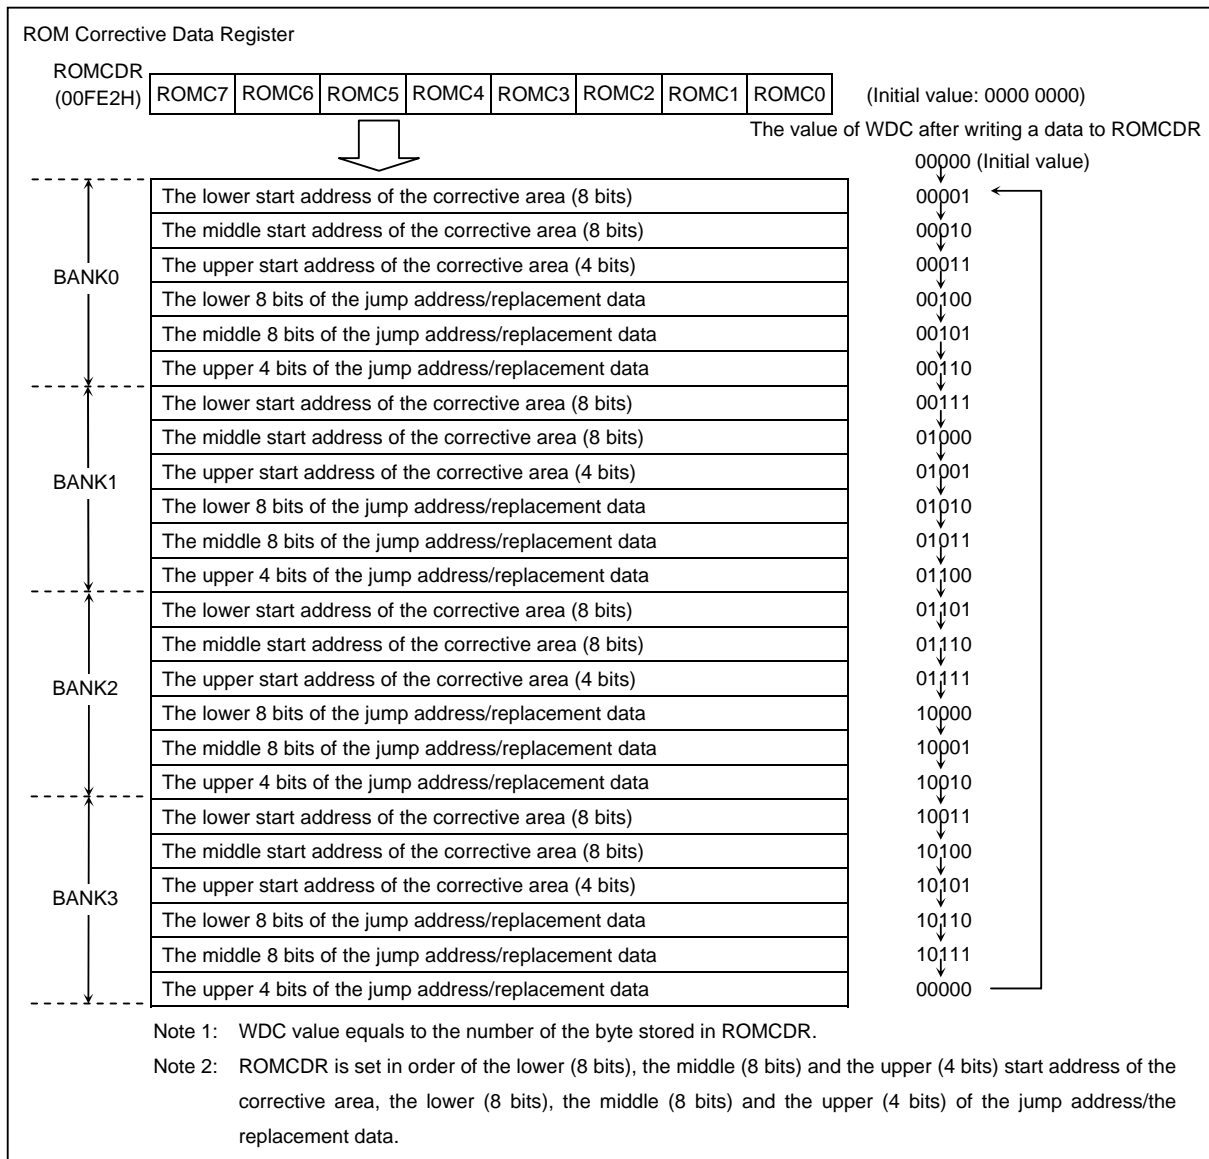 ROM Corrective Data Register
ROMCDR
(00FE2H)
ROMC7 ROMC6 ROMC5 ROMC4 ROMC3 ROMC2 ROMC1 ROMC0 (Initial value: 0000 0000)
The value of WDC after writing a data to ROMCDR
00000 (Initial value)
BANK0
The lower start address of the corrective area (8 bits) 00001
The middle start address of the corrective area (8 bits) 00010
The upper start address of the corrective area (4 bits) 00011
The lower 8 bits of the jump address/replacement data 00100
The middle 8 bits of the jump address/replacement data 00101
The upper 4 bits of the jump address/replacement data 00110
BANK1
The lower start address of the corrective area (8 bits) 00111
The middle start address of the corrective area (8 bits) 01000
The upper start address of the corrective area (4 bits) 01001
The lower 8 bits of the jump address/replacement data 01010
The middle 8 bits of the jump address/replacement data 01011
The upper 4 bits of the jump address/replacement data 01100
BANK2
The lower start address of the corrective area (8 bits) 01101
The middle start address of the corrective area (8 bits) 01110
The upper start address of the corrective area (4 bits) 01111
The lower 8 bits of the jump address/replacement data 10000
The middle 8 bits of the jump address/replacement data 10001
The upper 4 bits of the jump address/replacement data 10010
BANK3
The lower start address of the corrective area (8 bits) 10011
The middle start address of the corrective area (8 bits) 10100
The upper start address of the corrective area (4 bits) 10101
The lower 8 bits of the jump address/replacement data 10110
The middle 8 bits of the jump address/replacement data 10111
The upper 4 bits of the jump address/replacement data 00000
Note 1: WDC value equals to the number of the byte stored in ROMCDR.
Note 2: ROMCDR is set in order of the lower (8 bits), the middle (8 bits) and the upper (4 bits) start address of the
corrective area, the lower (8 bits), the middle (8 bits) and the upper (4 bits) of the jump address/the
replacement data.